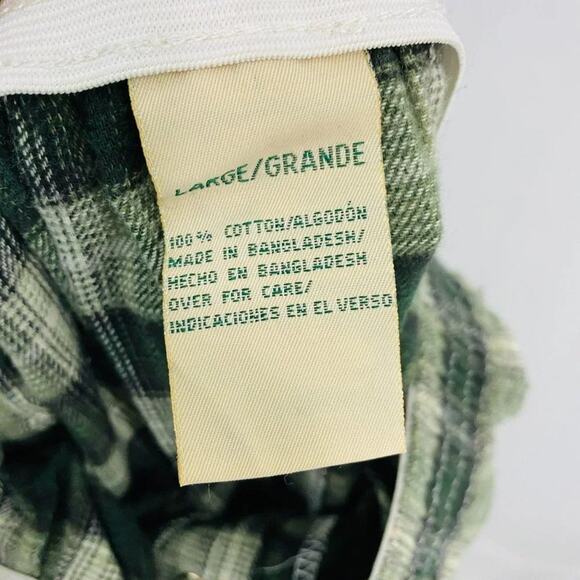 LARGE/GRANDE
100% COTTON/ALGODÓN
MADE IN BANGLADESH/
HECHO EN BANGLADESH
OVER FOR CARE/
INDICACIONES EN EL VERSO